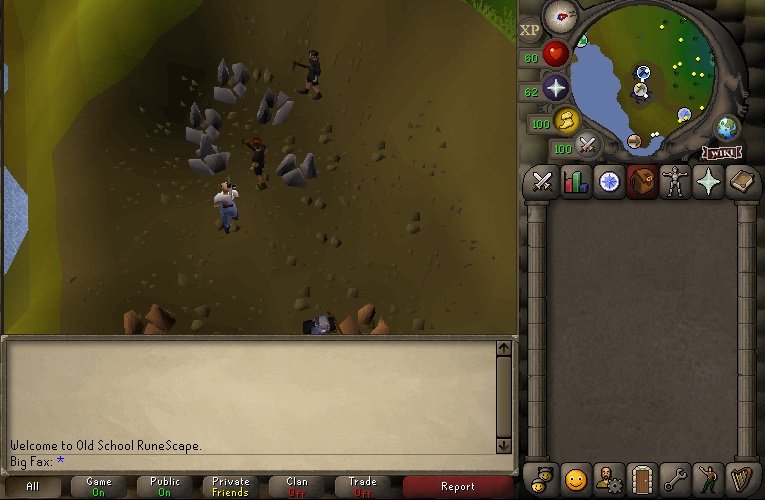 XP
60
62
100
100
WIKI
Welcome to Old School RuneScape.
Big Fax: *
All
Game
On
Public
On
Private
Friends
Clan
Off
Trade
Off
Report